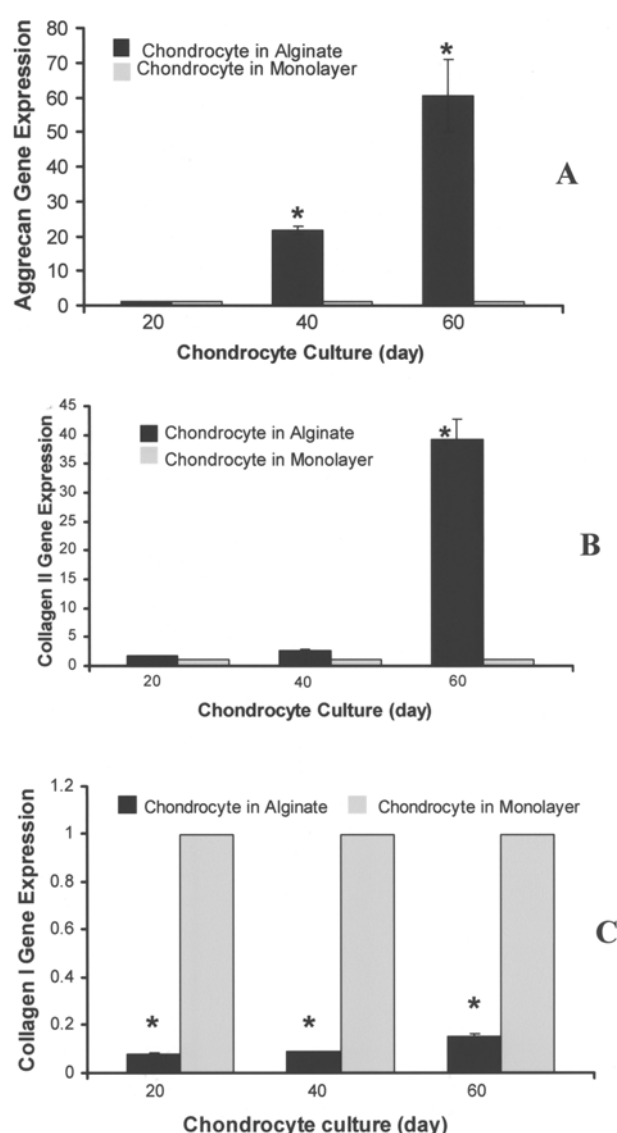 80
70
60
50
40
30
20
10
0
Aggrecan Gene Expression
Chondrocyte in Alginate
Chondrocyte in Monolayer
*
*
A
20 40 60
Chondrocyte Culture (day)
45
40
35
30
25
20
15
10
5
0
Collagen II Gene Expression
Chondrocyte in Alginate
Chondrocyte in Monolayer
*
B
20 40 60
Chondrocyte Culture (day)
1.2
1
0.8
0.6
0.4
0.2
0
Collagen I Gene Expression
Chondrocyte in Alginate Chondrocyte in Monolayer
* * *
C
20 40 60
Chondrocyte culture (day)